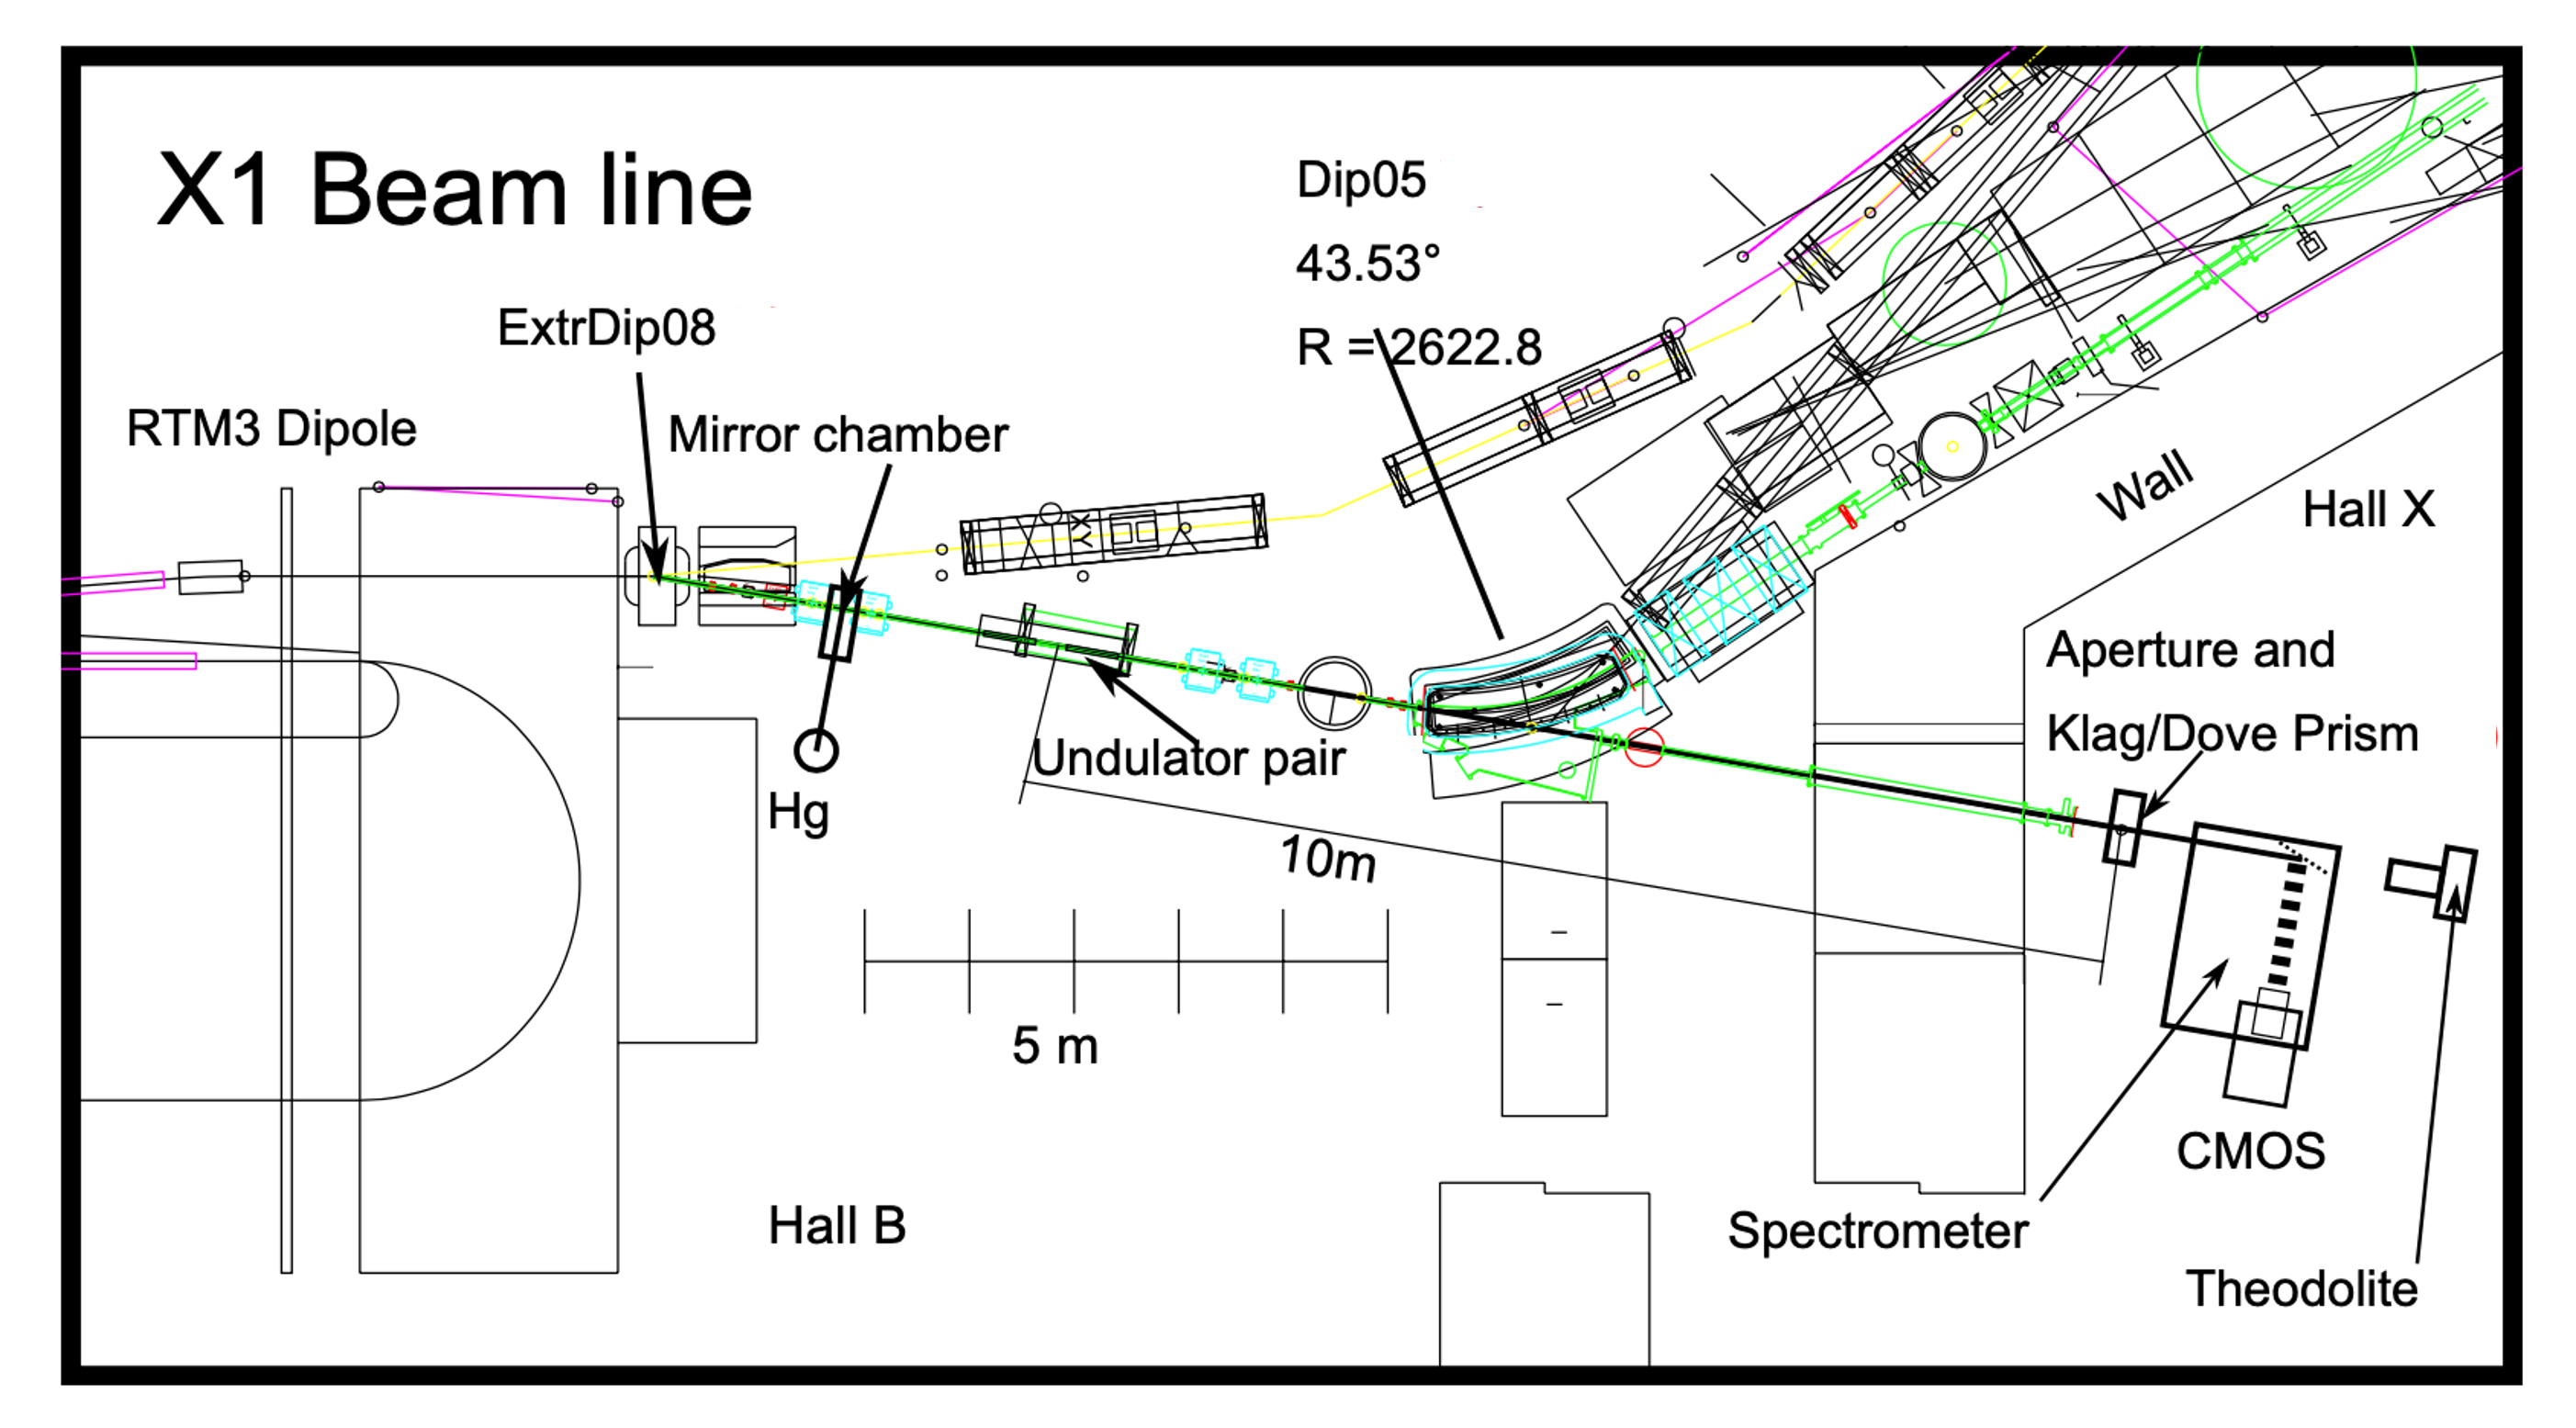 X1 Beam line
Dip05
43.53°
R = 2622.8
ExtrDip08
RTM3 Dipole
Mirror chamber
XY
Wall
Hall X
Aperture and
Klag/Dove Prism
Undulator pair
Hg
10m
5 m
CMOS
Hall B
Spectrometer
Theodolite